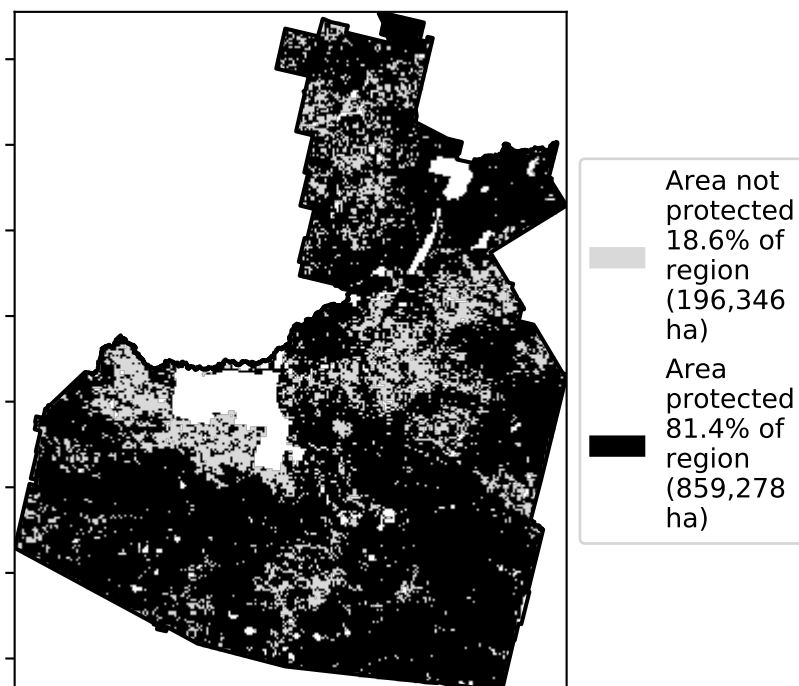 Area not
protected
18.6% of
region
(196,346
ha)
Area
protected
81.4% of
region
(859,278
ha)